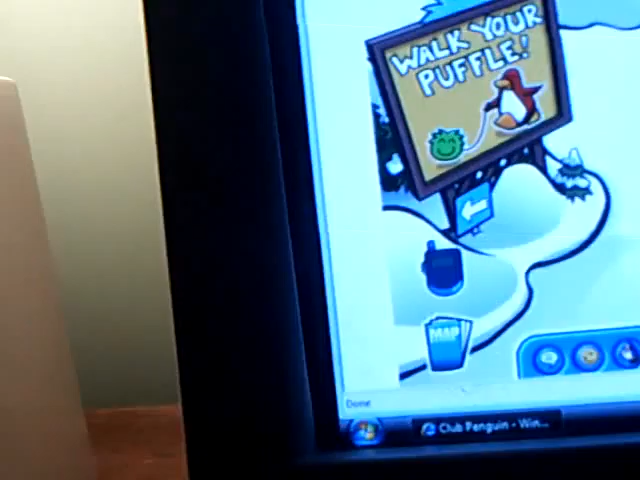 WALK YOUR
PUFFLE!
MAP
Done
Club Penguin - Win...